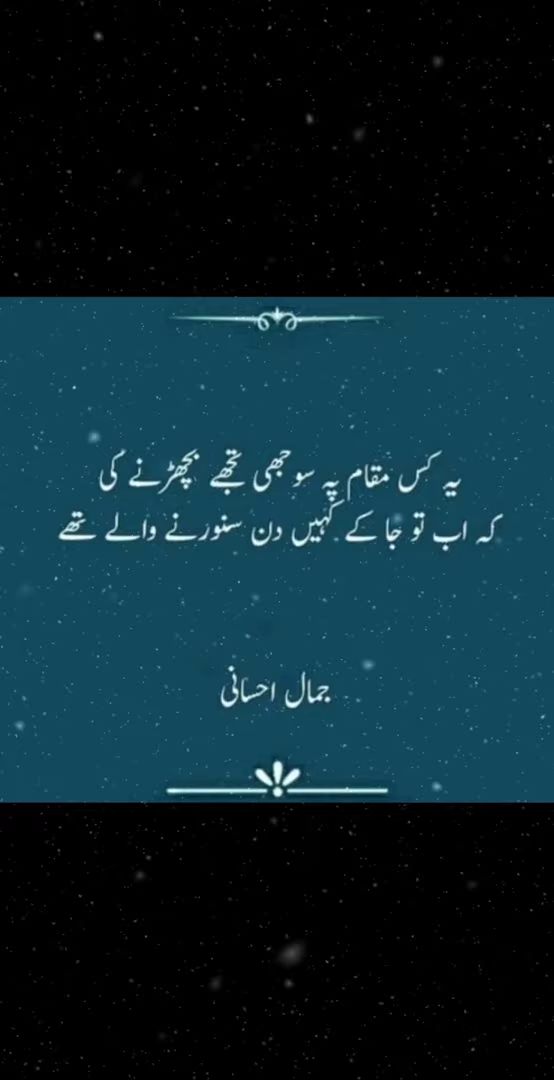 یہ کس مقام پہ سوجھی تجھے بچھڑنے کی
کہ اب تو جا کے کہیں دن سنورنے والے تھے
جمال احسانی